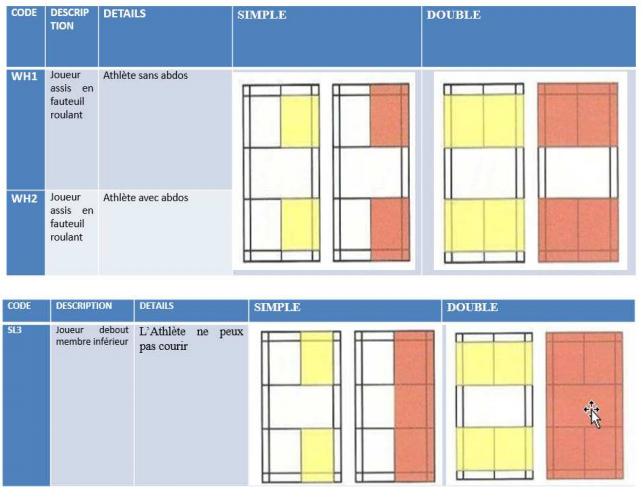 CODE DESCRIP DETAILS SIMPLE DOUBLE
TION
WH1 Joueur Athlète sans abdos
assis en
fauteuil
roulant
WH2 Joueur Athlète avec abdos
assis en
fauteuil
roulant
CODE DESCRIPTION DETAILS SIMPLE DOUBLE
SL3 Joueur debout L'Athlète ne peux
membre inférieur pas courir